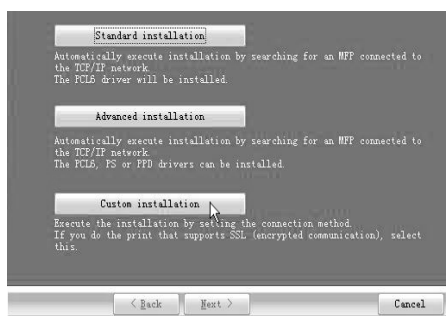 Standard installation
Automatically execute installation by searching for an MFP connected to
the TCP/IP network.
The PCL6 driver will be installed.
Advanced installation
Automatically execute installation by searching for an MFP connected to
the TCP/IP network.
The PCL6, PS or PPD drivers can be installed.
Custom installation
Execute the installation by setting the connection method.
If you do the print that supports SSL (encrypted communication), select
this.
< Back Next > Cancel